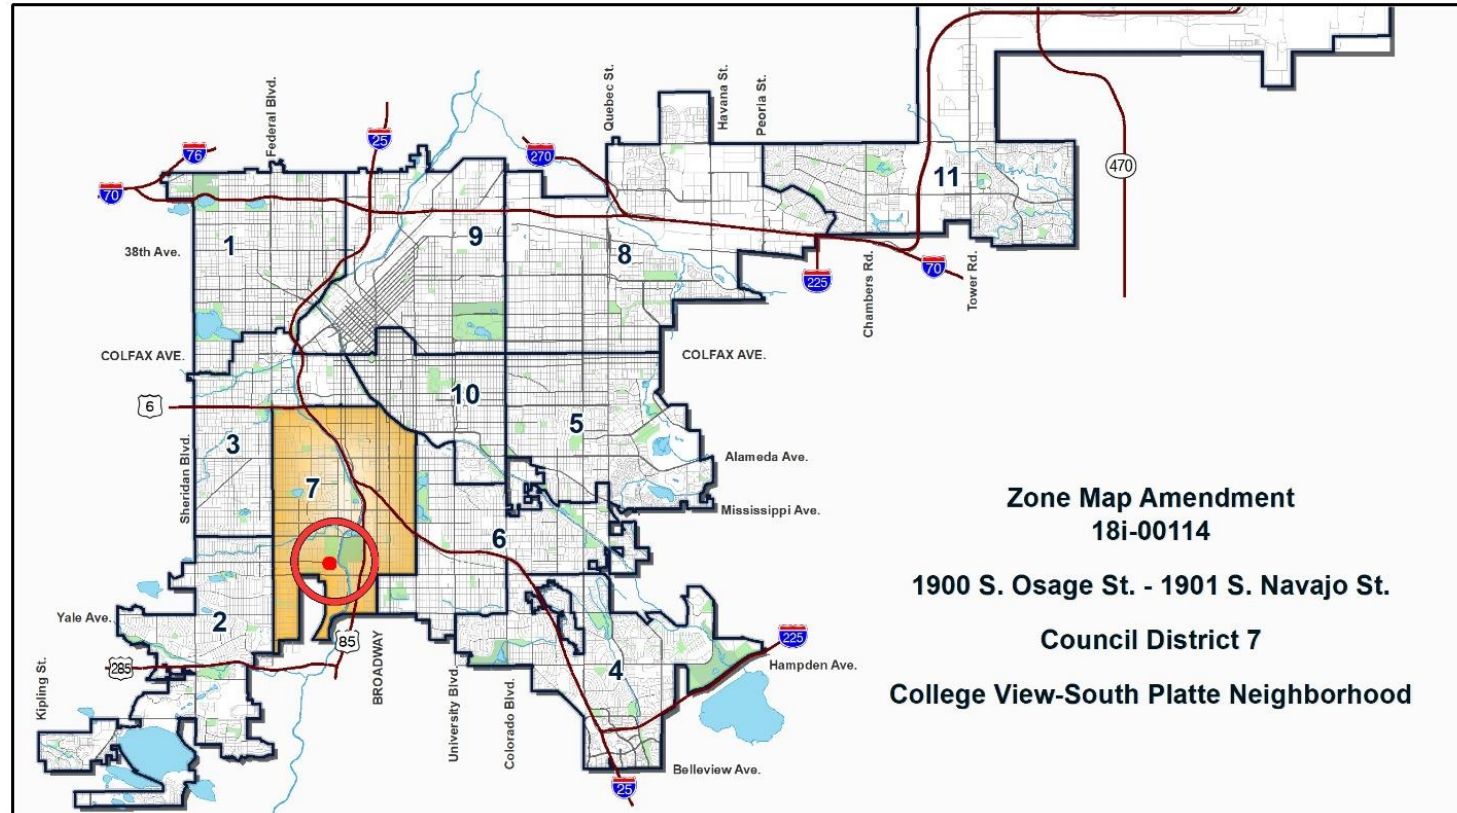 Federal Blvd.
Quebec St.
Havana St.
Peoria St.
76
25
270
70
470
1
9
8
11
38th Ave.
225
70
Chambers Rd.
Tower Rd.
COLFAX AVE.
COLFAX AVE.
6
10
5
3
7
Sheridan Blvd.
Alameda Ave.
Mississippi Ave.
6
Zone Map Amendment
18i-00114
1900 S. Osage St. - 1901 S. Navajo St.
Council District 7
College View-South Platte Neighborhood
Yale Ave.
2
85
BROADWAY
285
225
Hampden Ave.
4
Kipling St.
University Blvd.
Colorado Blvd.
Belleview Ave.
25